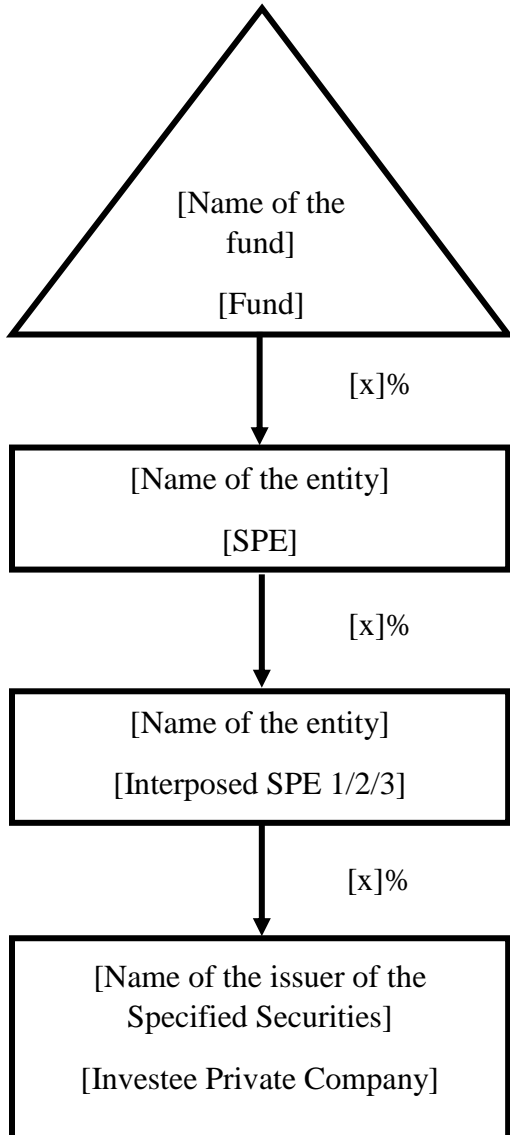 [Name of the
fund]
[Fund]
[x]%
[Name of the entity]
[SPE]
[x]%
[Name of the entity]
[Interposed SPE 1/2/3]
[x]%
[Name of the issuer of the
Specified Securities]
[Investee Private Company]